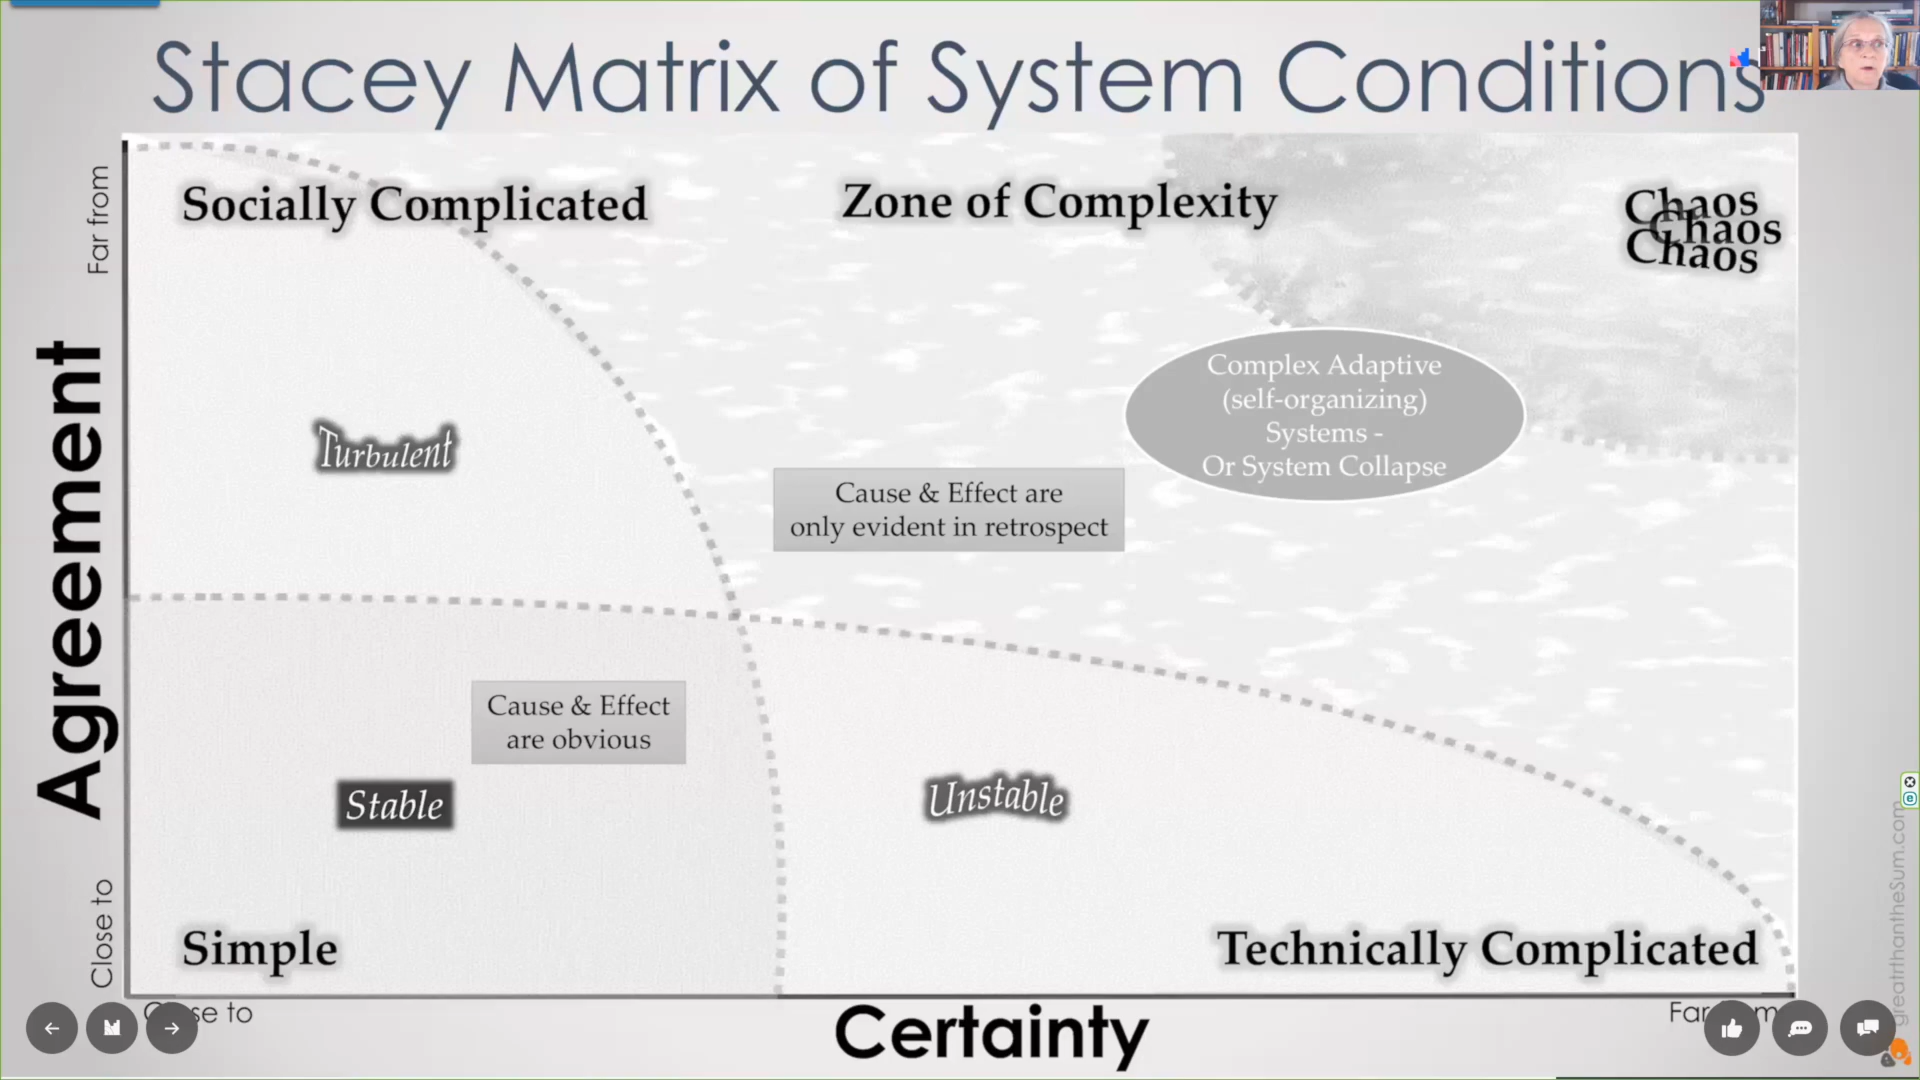 Stacey Matrix of System Conditions
Far from
Socially Complicated
Zone of Complexity
Chaos
Chaos
Chaos
Complex Adaptive
(self-organizing)
Systems -
Or System Collapse
Turbulent
Cause & Effect are
only evident in retrospect
Agreement
Cause & Effect
are obvious
Stable
Unstable
Close to
Simple
Technically Complicated
to
Certainty
greatrthantheSum.com